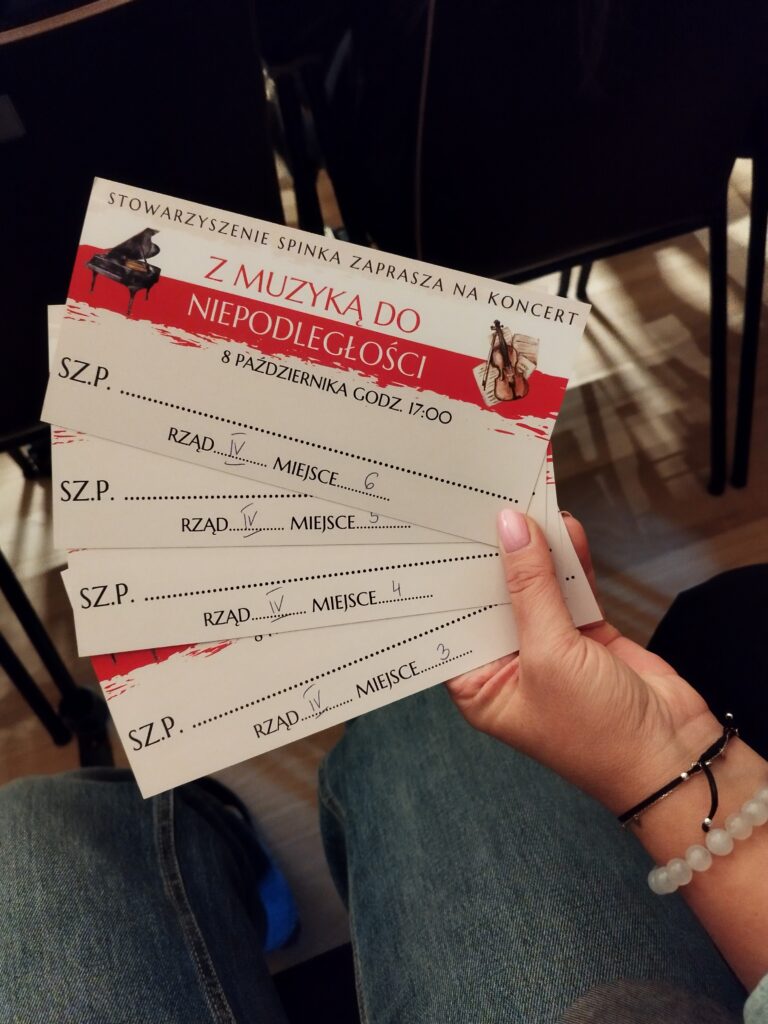 STOWARZYSZENIE SPINKA ZAPRASZA NA KONCERT
Z MUZYKĄ DO
NIEPODLEGŁOŚCI
8 PAŹDZIERNIKA GODZ. 17:00
SZ.P. ........................................
RZĄD....IV.... MIEJSCE....6....
SZ.P. ........................................
RZĄD....IV.... MIEJSCE....5....
SZ.P. ........................................
RZĄD....IV.... MIEJSCE....4....
SZ.P. ........................................
RZĄD....IV.... MIEJSCE....3....